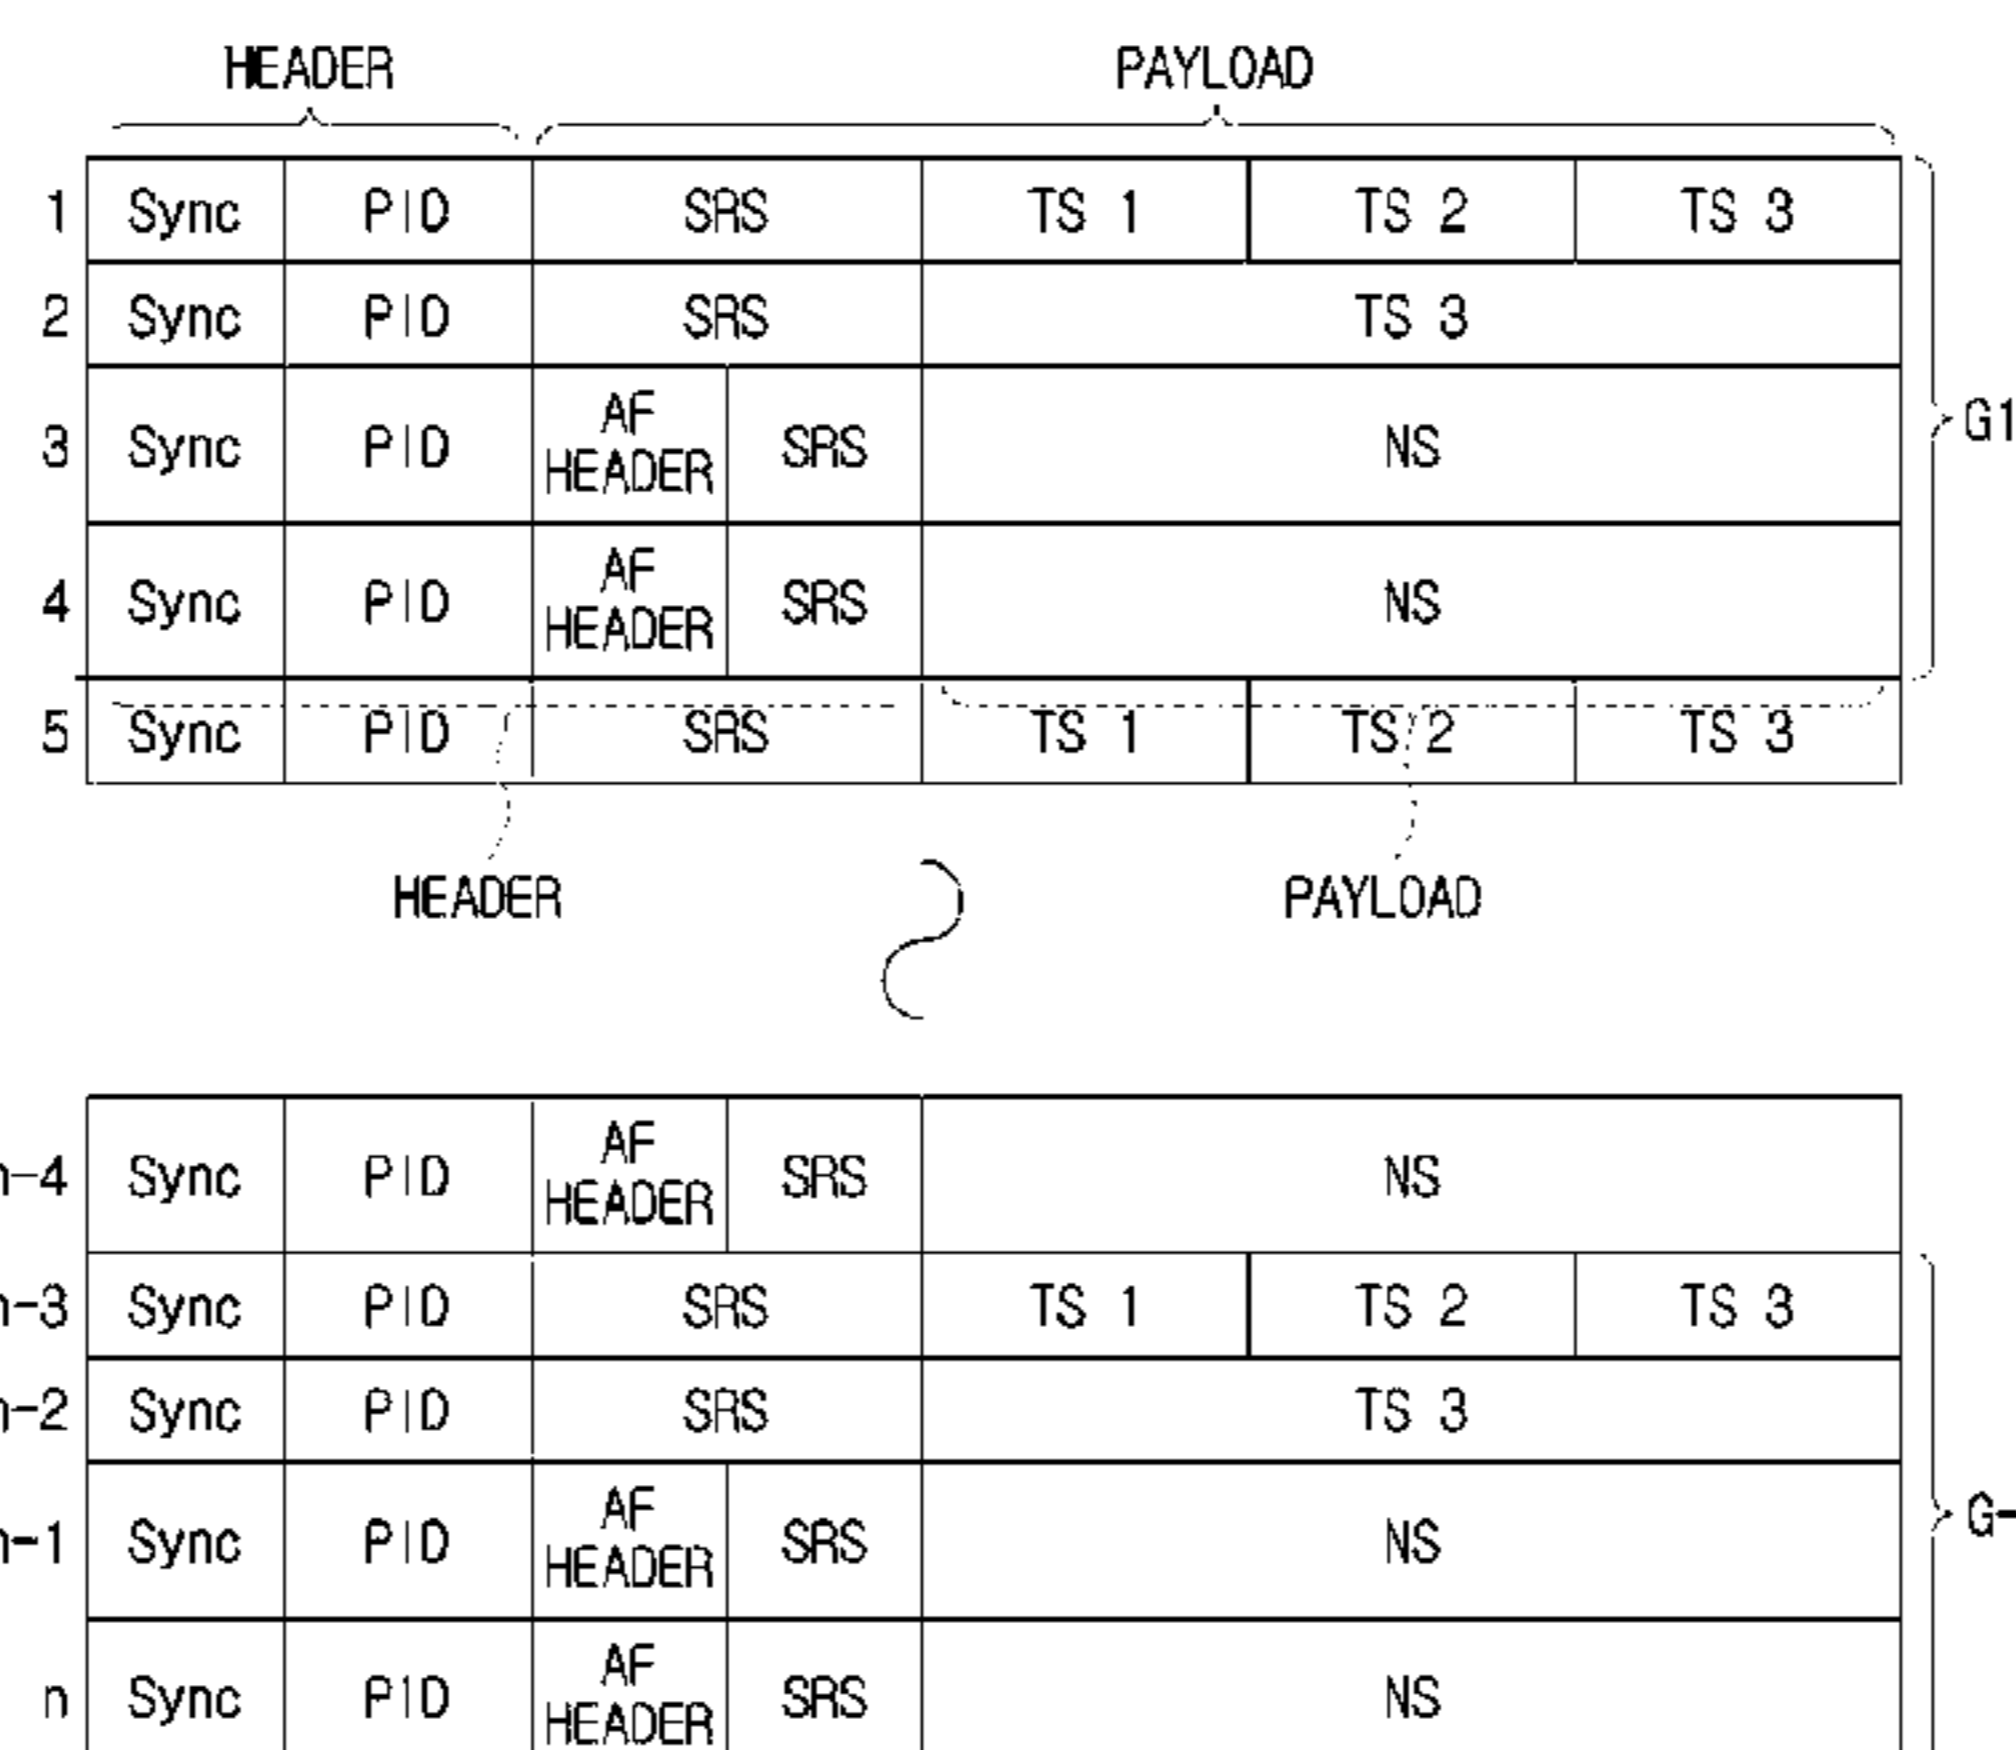 HEADER PAYLOAD
1 Sync PID SRS TS 1 TS 2 TS 3
2 Sync PID SRS TS 3
3 Sync PID AF HEADER SRS NS
G1
4 Sync PID AF HEADER SRS NS
5 Sync PID SRS TS 1 TS 2 TS 3
HEADER PAYLOAD
n-4 Sync PID AF HEADER SRS NS
n-3 Sync PID SRS TS 1 TS 2 TS 3
n-2 Sync PID SRS TS 3
n-1 Sync PID AF HEADER SRS NS
G-
n Sync PID AF HEADER SRS NS